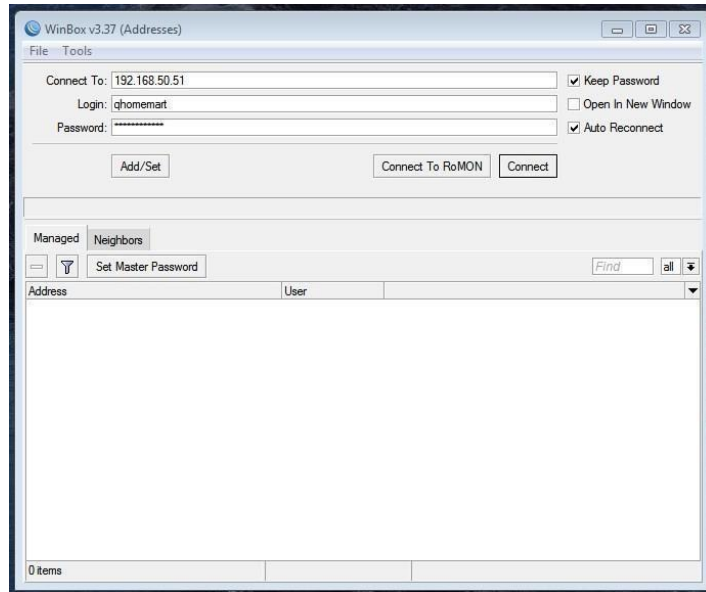 WinBox v3.37 (Addresses)
File Tools
Connect To: 192.168.50.51
Keep Password
Login: qhomemart
Open In New Window
Password: ************
Auto Reconnect
Add/Set Connect To RoMON Connect
Managed Neighbors
Set Master Password Find all
Address User
0 items